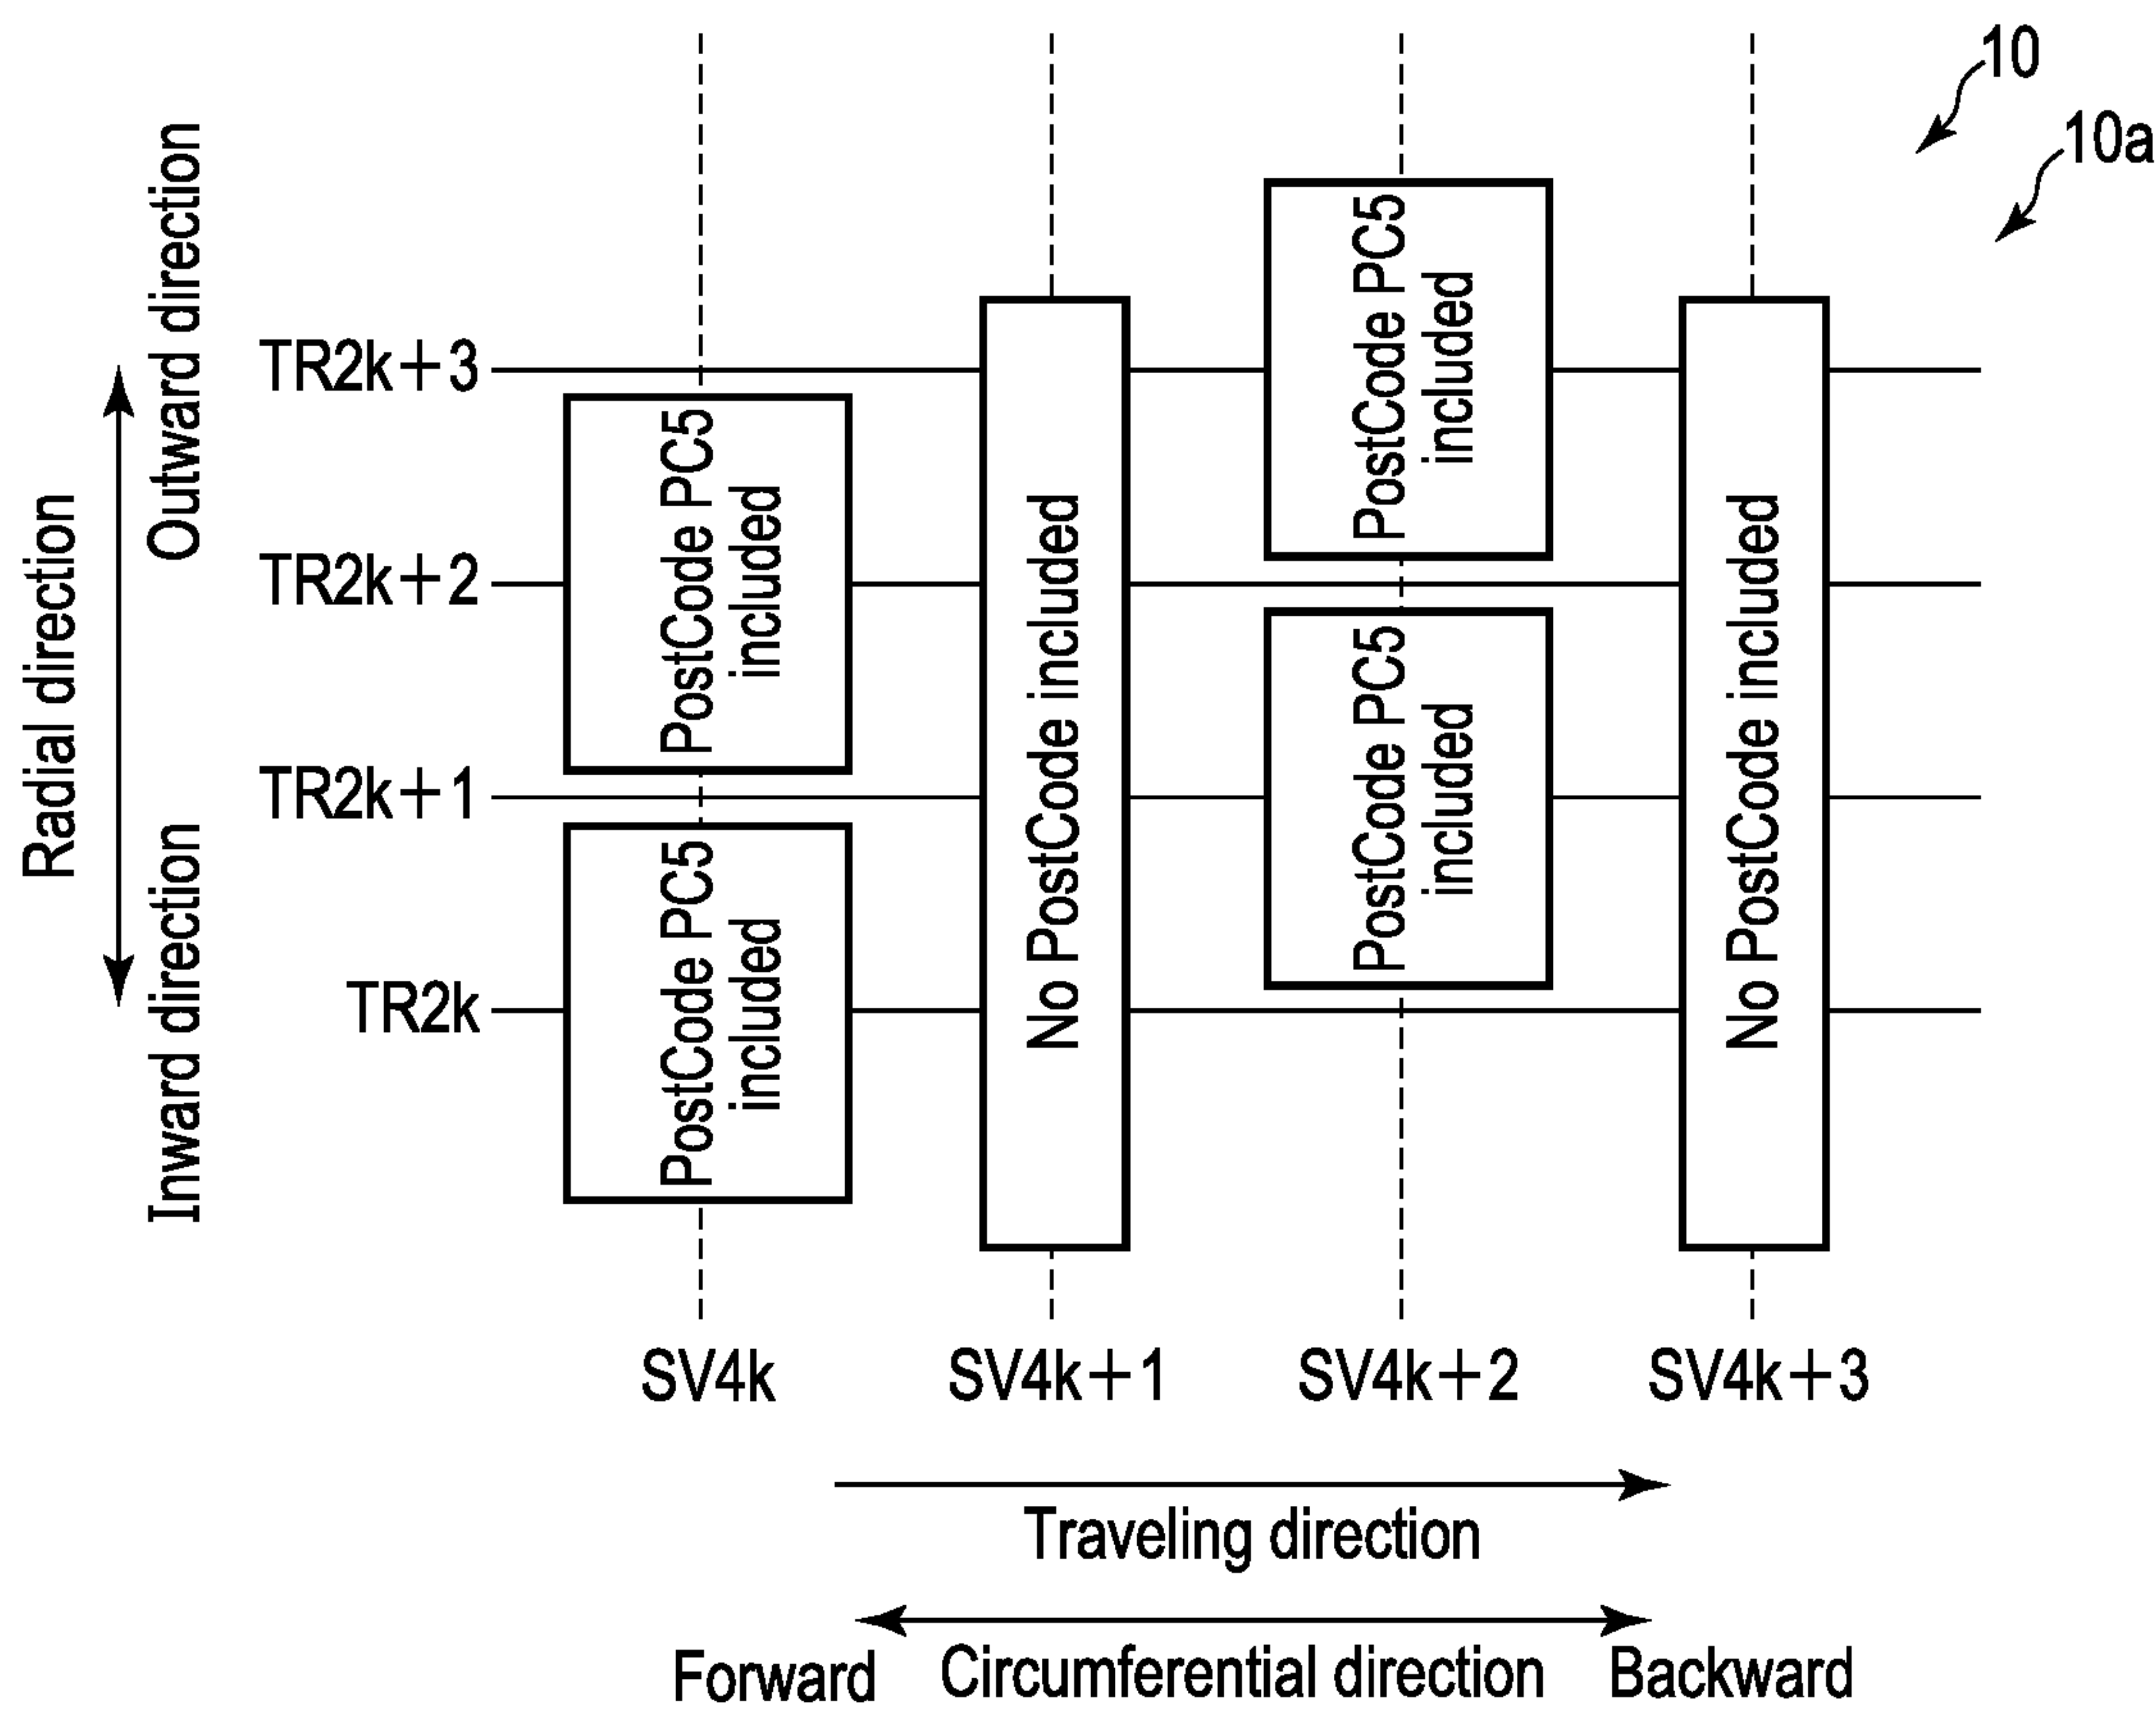 10
10a
Radial direction
Outward direction
Inward direction
TR2k+3
TR2k+2
TR2k+1
TR2k
PostCode PC5
included
PostCode PC5
included
No PostCode included
PostCode PC5
included
PostCode PC5
included
No PostCode included
SV4k
SV4k+1
SV4k+2
SV4k+3
Traveling direction
Forward
Circumferential direction
Backward